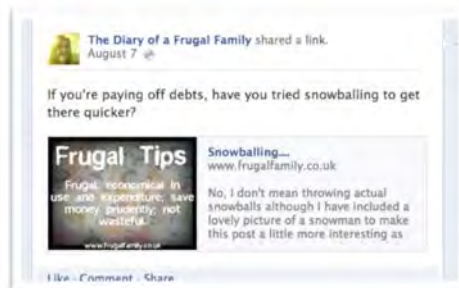 The Diary of a Frugal Family shared a link.
August 7
If you're paying off debts, have you tried snowballing to get
there quicker?
Frugal Tips
Frugal: economical in
use and expenditure; save
money prudently; not
wasteful.
www.frugalfamily.co.uk
Snowballing....
www.frugalfamily.co.uk
No, I don't mean throwing actual
snowballs although I have included a
lovely picture of a snowman to make
this post a little more interesting as
Like · Comment · Share